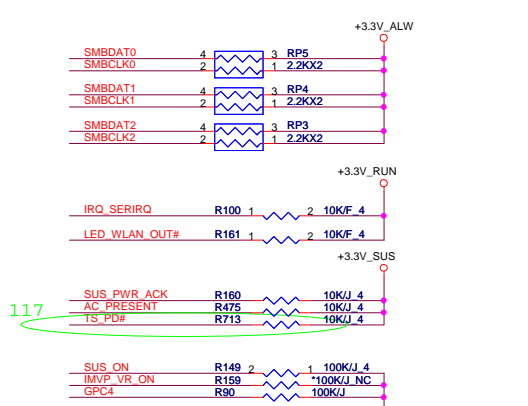 +3.3V_ALW
SMBDAT0 4 3 RP5
SMBCLK0 2 1 2.2KX2
SMBDAT1 4 3 RP4
SMBCLK1 2 1 2.2KX2
SMBDAT2 4 3 RP3
SMBCLK2 2 1 2.2KX2
+3.3V_RUN
IRQ_SERIRQ R100 1 2 10K/F_4
LED_WLAN_OUT# R161 1 2 10K/F_4
+3.3V_SUS
SUS_PWR_ACK R160 10K/J_4
AC_PRESENT R475 10K/J_4
117 TS_PD# R713 10K/J_4
SUS_ON R149 2 1 100K/J_4
IMVP_VR_ON R159 *100K/J_NC
GPC4 R90 100K/J